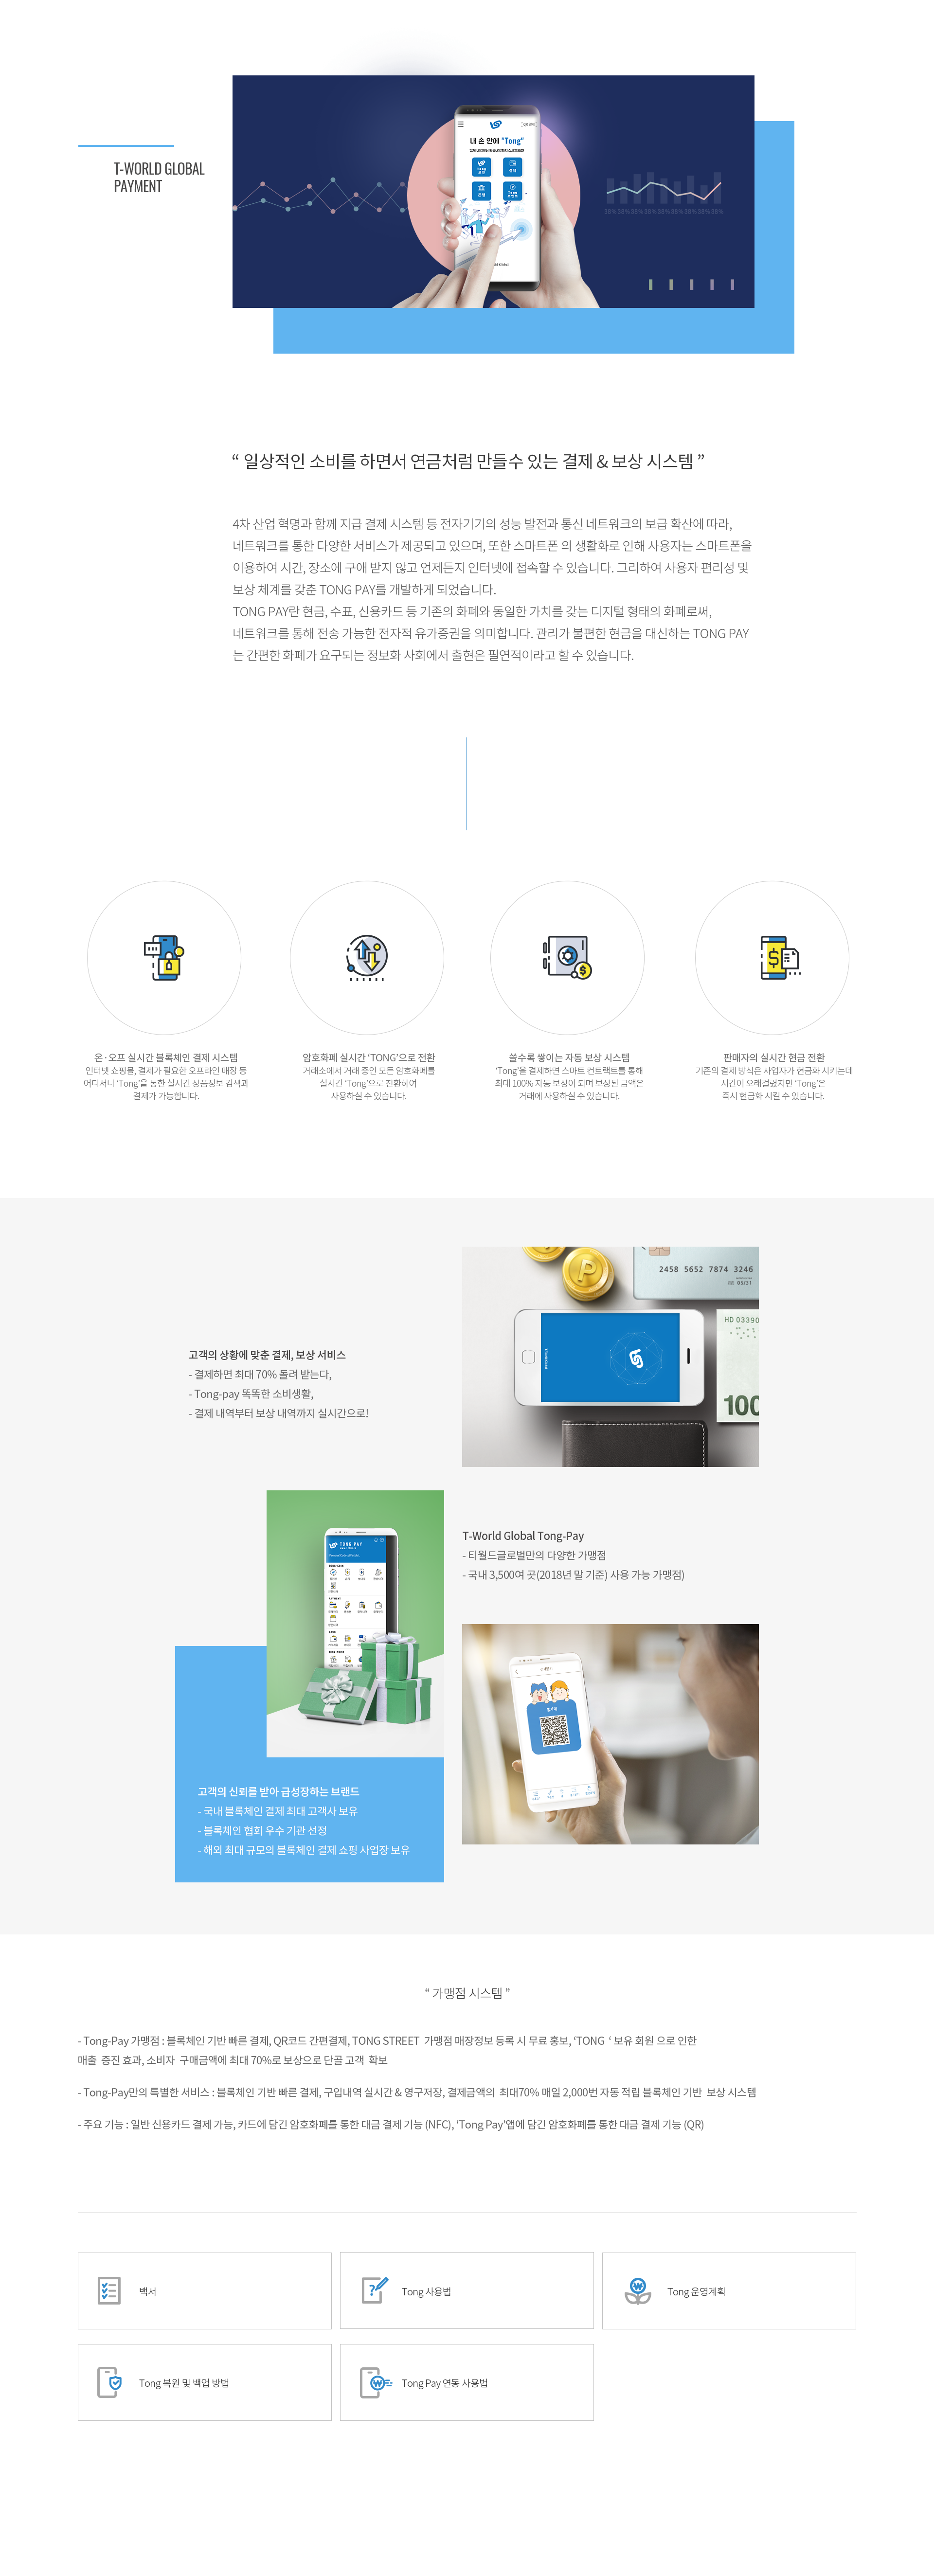 T-WORLD GLOBAL
PAYMENT
내 손 안에 "Tong"
“ 일상적인 소비를 하면서 연금처럼 만들수 있는 결제 & 보상 시스템 ”
4차 산업 혁명과 함께 지급 결제 시스템 등 전자기기의 성능 발전과 통신 네트워크의 보급 확산에 따라,
네트워크를 통한 다양한 서비스가 제공되고 있으며, 또한 스마트폰 의 생활화로 인해 사용자는 스마트폰을
이용하여 시간, 장소에 구애 받지 않고 언제든지 인터넷에 접속할 수 있습니다. 그리하여 사용자 편리성 및
보상 체계를 갖춘 TONG PAY를 개발하게 되었습니다.
TONG PAY란 현금, 수표, 신용카드 등 기존의 화폐와 동일한 가치를 갖는 디지털 형태의 화폐로써,
네트워크를 통해 전송 가능한 전자적 유가증권을 의미합니다. 관리가 불편한 현금을 대신하는 TONG PAY
는 간편한 화폐가 요구되는 정보화 사회에서 출현은 필연적이라고 할 수 있습니다.
온·오프 실시간 블록체인 결제 시스템
인터넷 쇼핑몰, 결제가 필요한 오프라인 매장 등
어디서나 ‘Tong’을 통한 실시간 상품정보 검색과
결제가 가능합니다.
암호화폐 실시간 ‘TONG’으로 전환
거래소에서 거래 중인 모든 암호화폐를
실시간 ‘Tong’으로 전환하여
사용하실 수 있습니다.
쓸수록 쌓이는 자동 보상 시스템
‘Tong’을 결제하면 스마트 컨트랙트를 통해
최대 100% 자동 보상이 되며 보상된 금액은
거래에 사용하실 수 있습니다.
판매자의 실시간 현금 전환
기존의 결제 방식은 사업자가 현금화 시키는데
시간이 오래걸렸지만 ‘Tong’은
즉시 현금화 시킬 수 있습니다.
2458 5652 7874 3246
05/31
HD 03390
100
고객의 상황에 맞춘 결제, 보상 서비스
- 결제하면 최대 70% 돌려 받는다,
- Tong-pay 똑똑한 소비생활,
- 결제 내역부터 보상 내역까지 실시간으로!
TONG PAY
T-World Global Tong-Pay
- 티월드글로벌만의 다양한 가맹점
- 국내 3,500여 곳(2018년 말 기준) 사용 가능 가맹점)
고객의 신뢰를 받아 급성장하는 브랜드
- 국내 블록체인 결제 최대 고객사 보유
- 블록체인 협회 우수 기관 선정
- 해외 최대 규모의 블록체인 결제 쇼핑 사업장 보유
“ 가맹점 시스템 ”
- Tong-Pay 가맹점 : 블록체인 기반 빠른 결제, QR코드 간편결제, TONG STREET 가맹점 매장정보 등록 시 무료 홍보, ‘TONG ‘ 보유 회원 으로 인한
매출 증진 효과, 소비자 구매금액에 최대 70%로 보상으로 단골 고객 확보
- Tong-Pay만의 특별한 서비스 : 블록체인 기반 빠른 결제, 구입내역 실시간 & 영구저장, 결제금액의 최대70% 매일 2,000번 자동 적립 블록체인 기반 보상 시스템
- 주요 기능 : 일반 신용카드 결제 가능, 카드에 담긴 암호화폐를 통한 대금 결제 기능 (NFC), ‘Tong Pay’앱에 담긴 암호화폐를 통한 대금 결제 기능 (QR)
백서
Tong 사용법
Tong 운영계획
Tong 복원 및 백업 방법
Tong Pay 연동 사용법